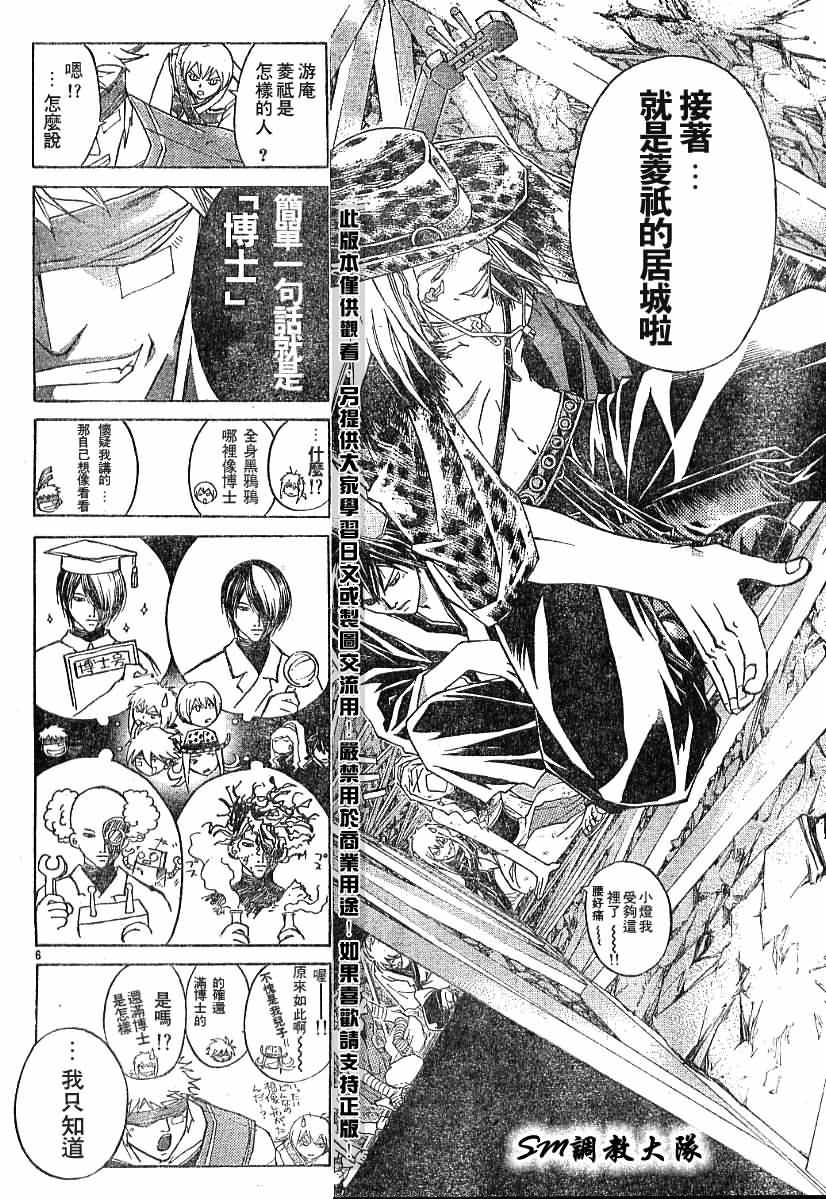 接著…
就是菱祇的居城啦
小燈我
受夠這
裡了～～!!
腰好痛～～
SM調教大隊
此版本僅供觀看！另提供大家學習日文或製圖交流用！嚴禁用於商業用途！如果喜歡請支持正版！
游庵
菱祇是
怎樣的人
？
嗯!?
…怎麼說
簡單一句話就是
「博士」
…什麼!?
全身黑鴉鴉
哪裡像博士
懷疑我講的…
那自己想像看看
博士号
6
喔──!!
原來如此啊～～
不愧是我兒子!!
的確還
滿博士的
是嗎!?
還滿博士
是怎樣
…我只知道